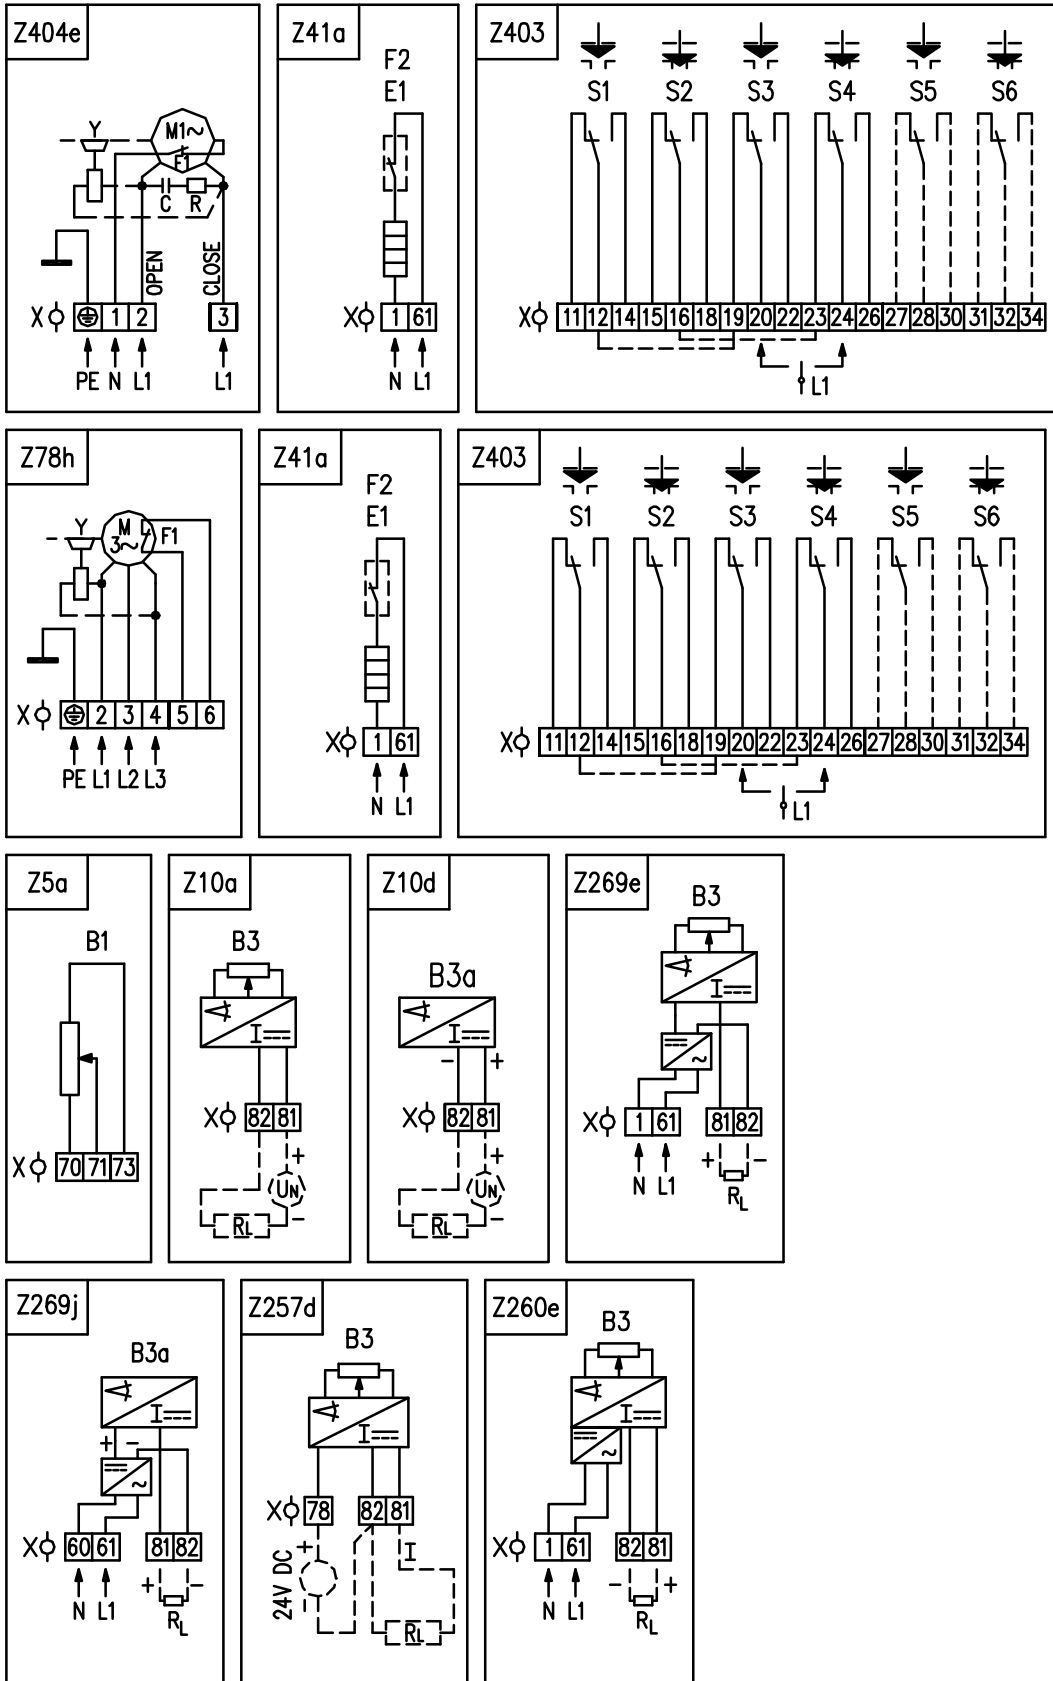 Z404e
Y
M1~
F1
C R
OPEN
CLOSE
X 1 2 3
PE N L1 L1
Z41a
F2
E1
X 1 61
N L1
Z403
S1 S2 S3 S4 S5 S6
X 11 12 14 15 16 18 19 20 22 23 24 26 27 28 30 31 32 34
L1
Z78h
Y
M
3~
F1
X 2 3 4 5 6
PE L1 L2 L3
Z41a
F2
E1
X 1 61
N L1
Z403
S1 S2 S3 S4 S5 S6
X 11 12 14 15 16 18 19 20 22 23 24 26 27 28 30 31 32 34
L1
Z5a
B1
X 70 71 73
Z10a
B3
I
X 82 81
+
UN
RL
-
Z10d
B3a
I
- +
X 82 81
+
UN
RL
-
Z269e
B3
I
~
X 1 61 81 82
+ -
N L1 RL
Z269j
B3a
I
+ -
~
X 60 61 81 82
+ -
N L1 RL
Z257d
B3
I
X 78 82 81
+ I
24V DC
-
RL
Z260e
B3
I
~
X 1 61 82 81
- +
N L1 RL